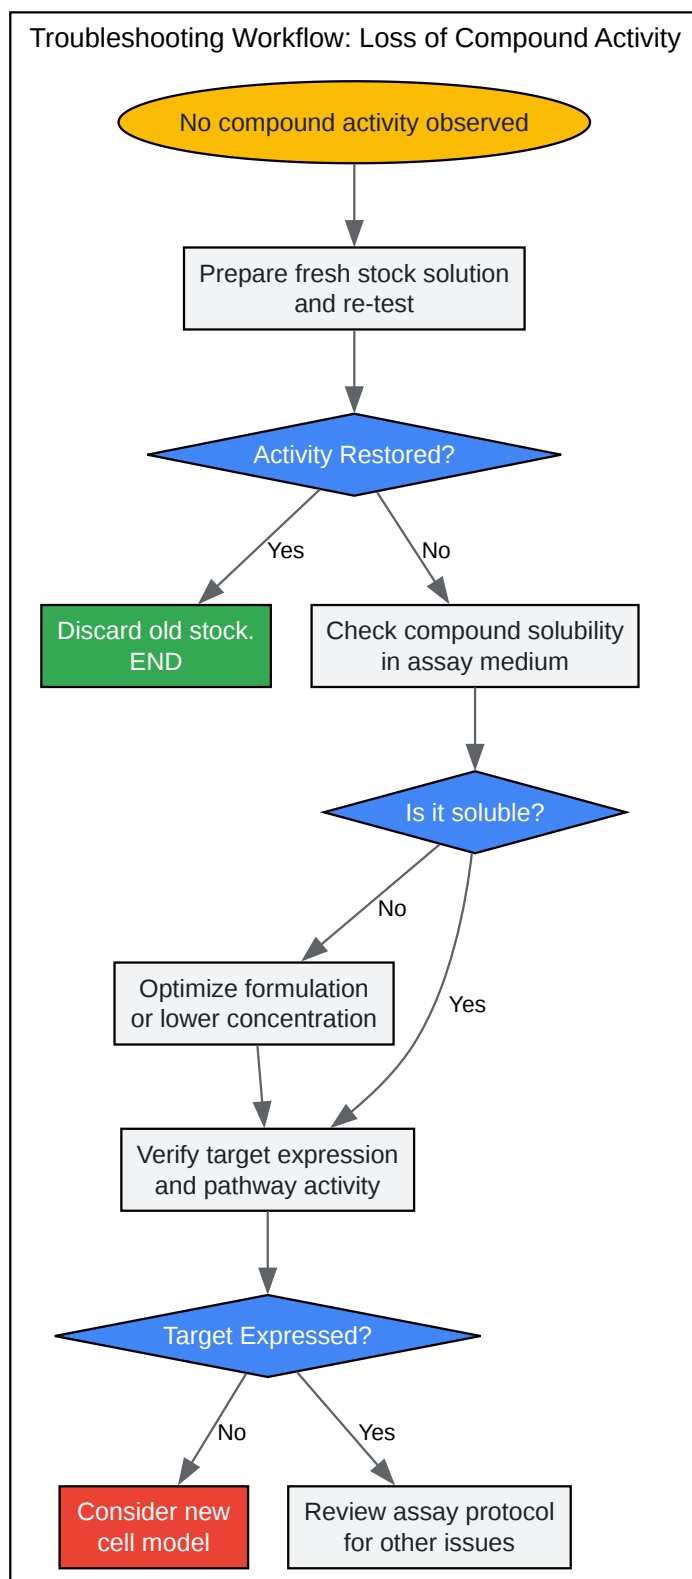 Troubleshooting Workflow: Loss of Compound Activity
No compound activity observed
Prepare fresh stock solution
and re-test
Activity Restored?
Yes
No
Discard old stock.
END
Check compound solubility
in assay medium
Is it soluble?
No
Yes
Optimize formulation
or lower concentration
Verify target expression
and pathway activity
Target Expressed?
No
Yes
Consider new
cell model
Review assay protocol
for other issues